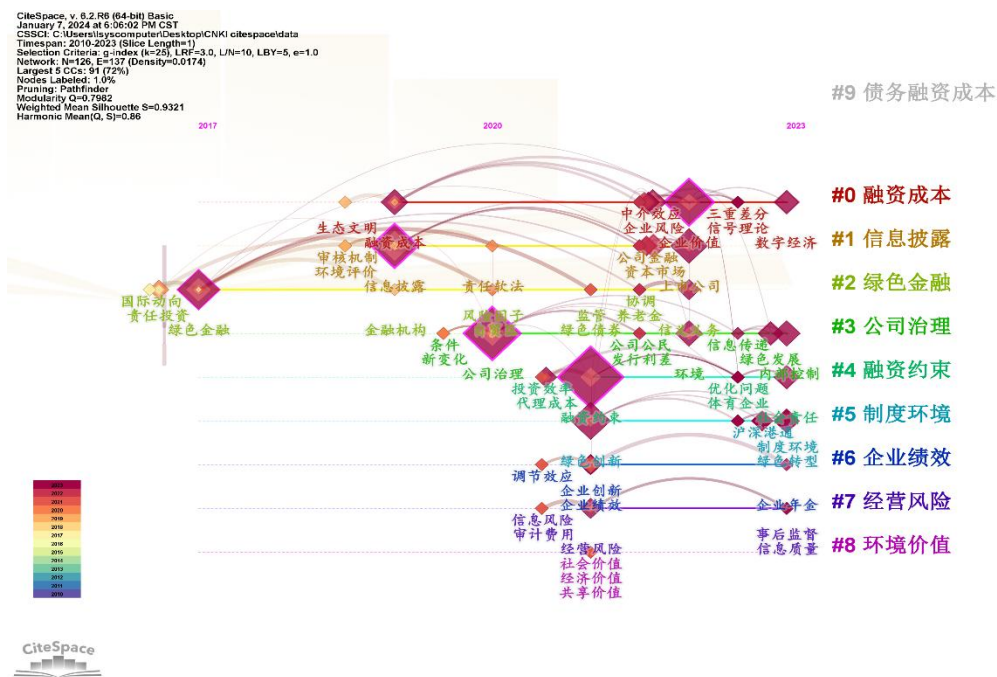 CiteSpace, v. 6.2.R6 (64-bit) Basic
January 7, 2024 at 6:06:02 PM CST
CSSCI: C:\Users\lsyscomputer\Desktop\CNKI citespace\data
Timespan: 2010-2023 (Slice Length=1)
Selection Criteria: g-index (k=25), LRF=3.0, L/N=10, LBY=5, e=1.0
Network: N=126, E=137 (Density=0.0174)
Largest 5 CCs: 91 (72%)
Nodes Labeled: 1.0%
Pruning: Pathfinder
Modularity Q=0.7982
Weighted Mean Silhouette S=0.9321
Harmonic Mean(Q, S)=0.86
#9 债务融资成本
2017
2020
2023
#0 融资成本
生态文明
中介效应
三重差分
融资成本
企业风险
信号理论
企业价值
数字经济
#1 信息披露
审核机制
环境评价
公司金融
资本市场
信息披露
责任软法
上市公司
#2 绿色金融
国际动向
责任投资
绿色金融
协调
监管
养老金
金融机构
绿色债券
#3 公司治理
条件
新变化
公司公民
发行利差
信息传递
绿色发展
公司治理
环境
内部控制
#4 融资约束
投资效率
代理成本
融资约束
优化问题
体育企业
#5 制度环境
沪深港通
制度环境
绿色创新
绿色转型
#6 企业绩效
调节效应
企业创新
企业绩效
企业年金
#7 经营风险
信息风险
审计费用
事后监督
信息质量
经营风险
#8 环境价值
社会价值
经济价值
共享价值
2023
2022
2021
2020
2019
2018
2017
2016
2015
2014
2013
2012
2011
2010
CiteSpace